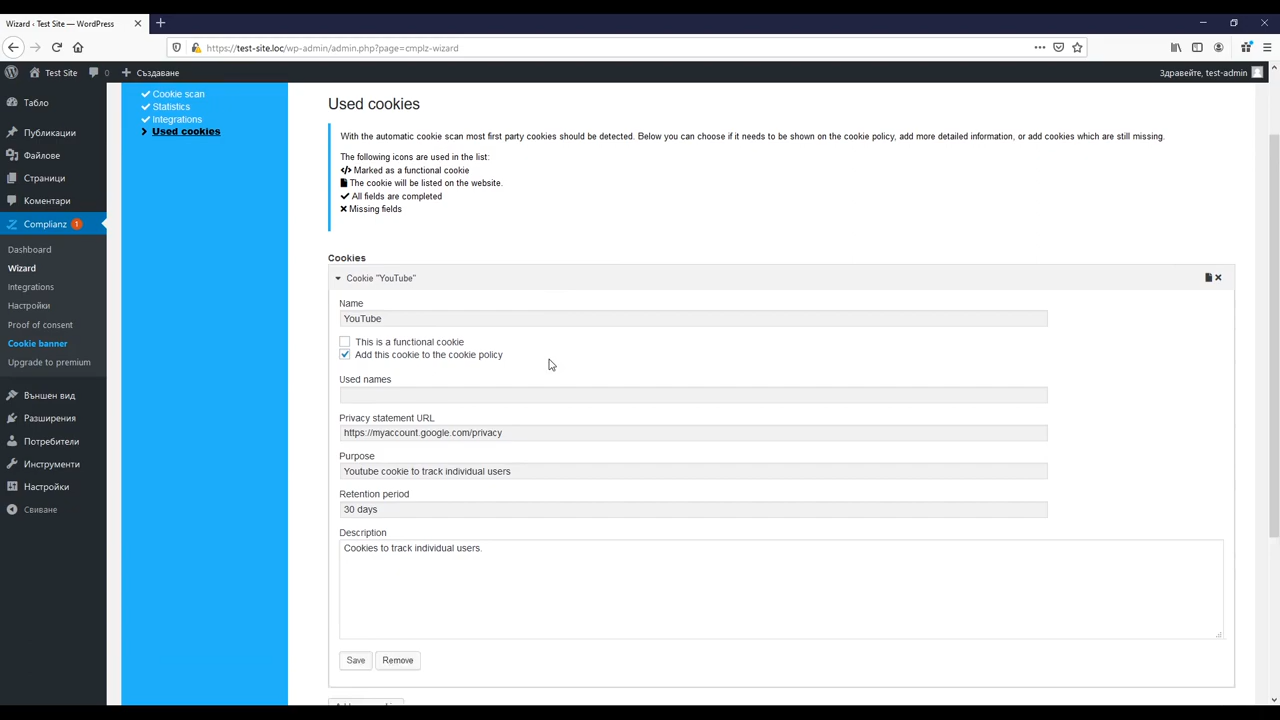 Wizard ‹ Test Site — WordPress
https://test-site.loc/wp-admin/admin.php?page=cmplz-wizard
Test Site 0 Създаване
Здравейте, test-admin
Табло
Публикации
Файлове
Страници
Коментари
Complianz 1
Dashboard
Wizard
Integrations
Настройки
Proof of consent
Cookie banner
Upgrade to premium
Външен вид
Разширения
Потребители
Инструменти
Настройки
Свиване
Cookie scan
Statistics
Integrations
Used cookies
Used cookies
With the automatic cookie scan most first party cookies should be detected. Below you can choose if it needs to be shown on the cookie policy, add more detailed information, or add cookies which are still missing.
The following icons are used in the list:
Marked as a functional cookie
The cookie will be listed on the website.
All fields are completed
Missing fields
Cookies
Cookie "YouTube"
Name
YouTube
This is a functional cookie
Add this cookie to the cookie policy
Used names
Privacy statement URL
https://myaccount.google.com/privacy
Purpose
Youtube cookie to track individual users
Retention period
30 days
Description
Cookies to track individual users.
Save Remove